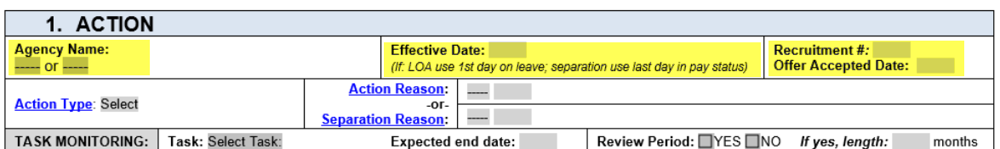 1. ACTION
Agency Name:
----- or -----
Effective Date:
(If: LOA use 1st day on leave; separation use last day in pay status)
Recruitment #:
Offer Accepted Date:
Action Type: Select
Action Reason: -----
-or-
Separation Reason: -----
TASK MONITORING: Task: Select Task: Expected end date: Review Period: ☐YES ☐NO If yes, length: months